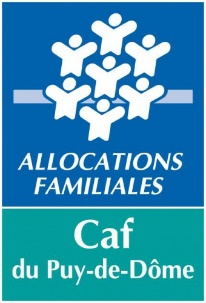 ALLOCATIONS
FAMILIALES
Caf
du Puy-de-Dôme